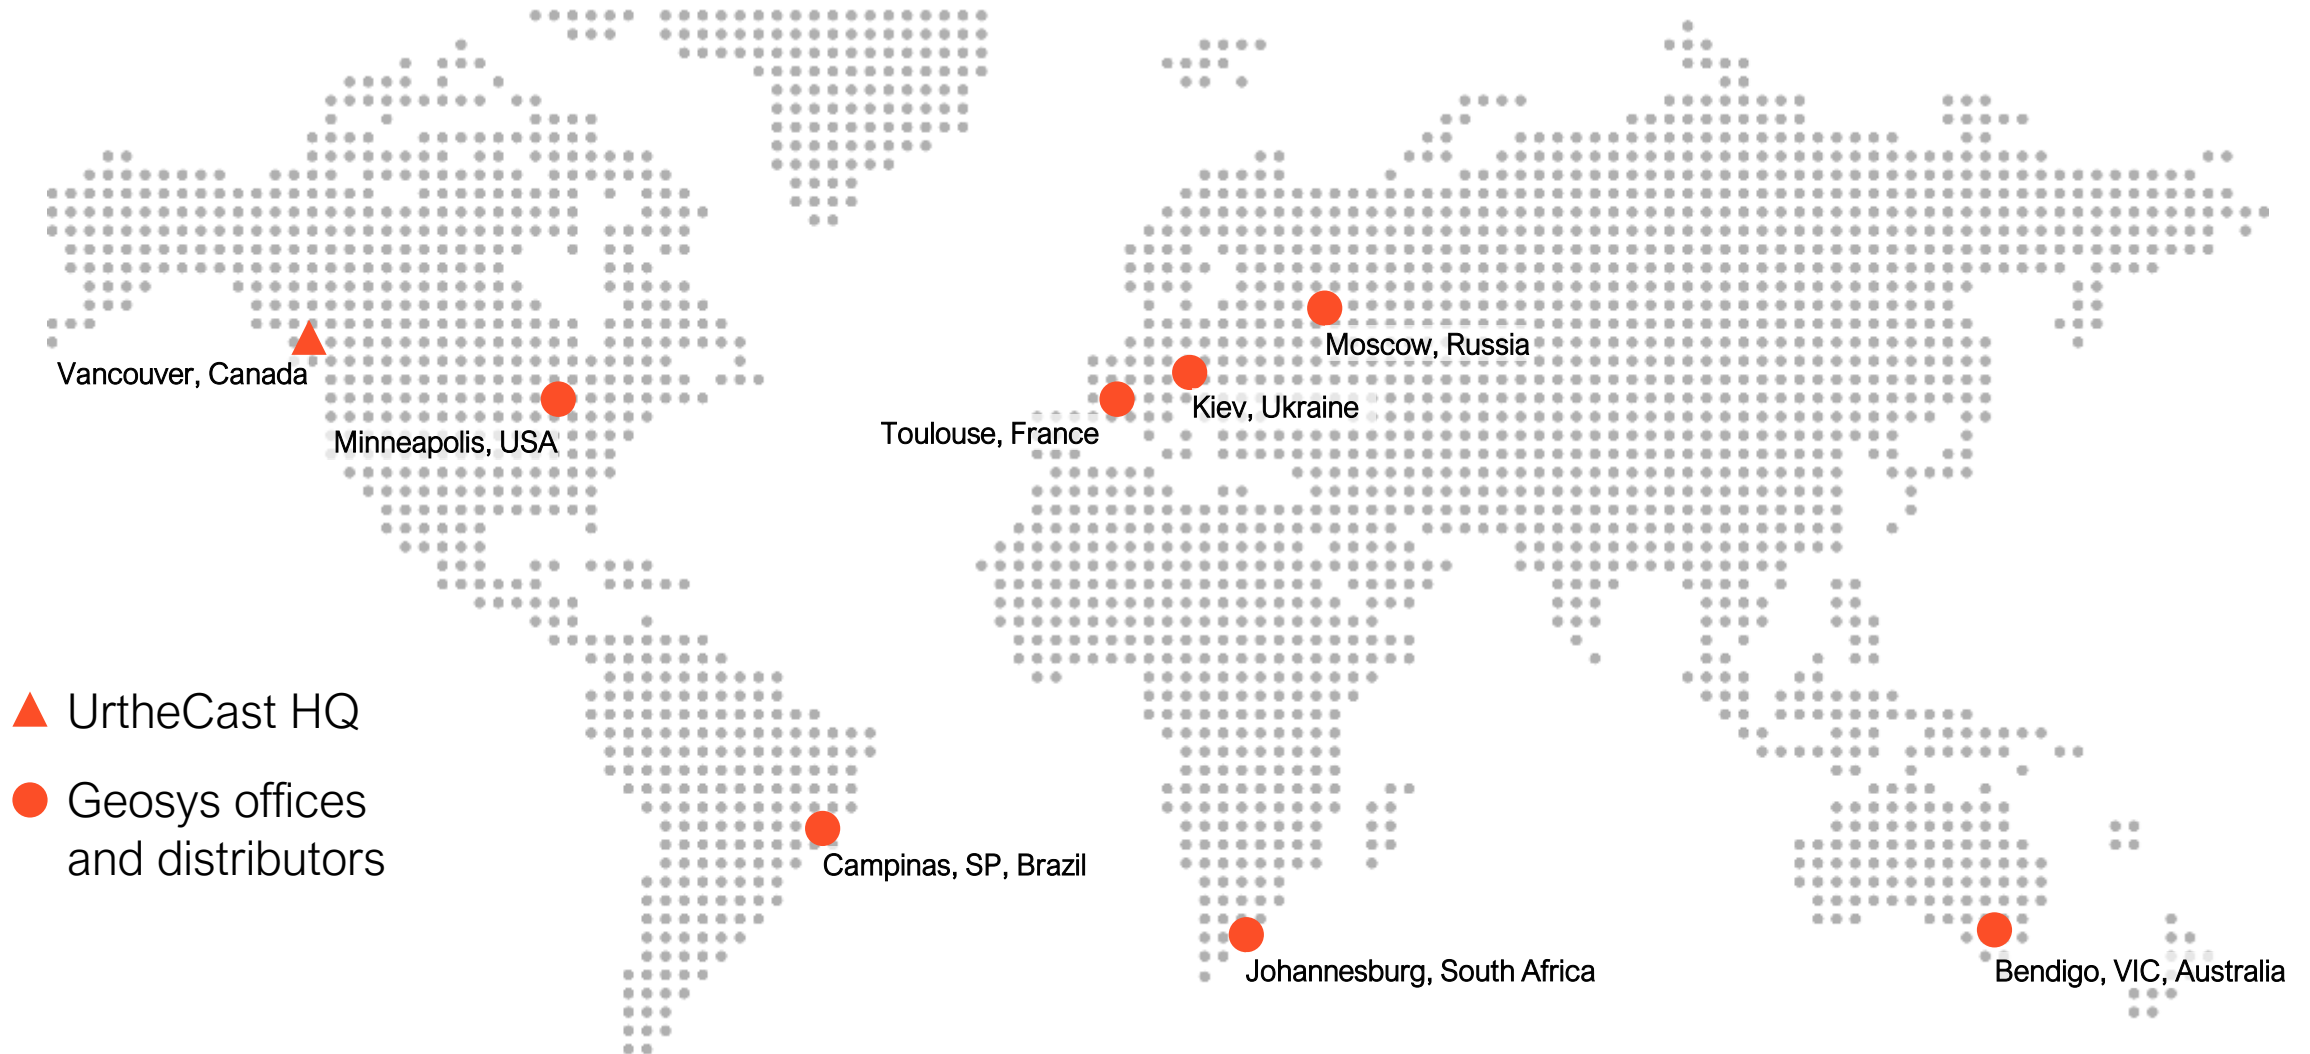 Moscow, Russia
Vancouver, Canada
Kiev, Ukraine
Toulouse, France
Minneapolis, USA
UrtheCast HQ
Geosys offices
and distributors
Campinas, SP, Brazil
Johannesburg, South Africa
Bendigo, VIC, Australia